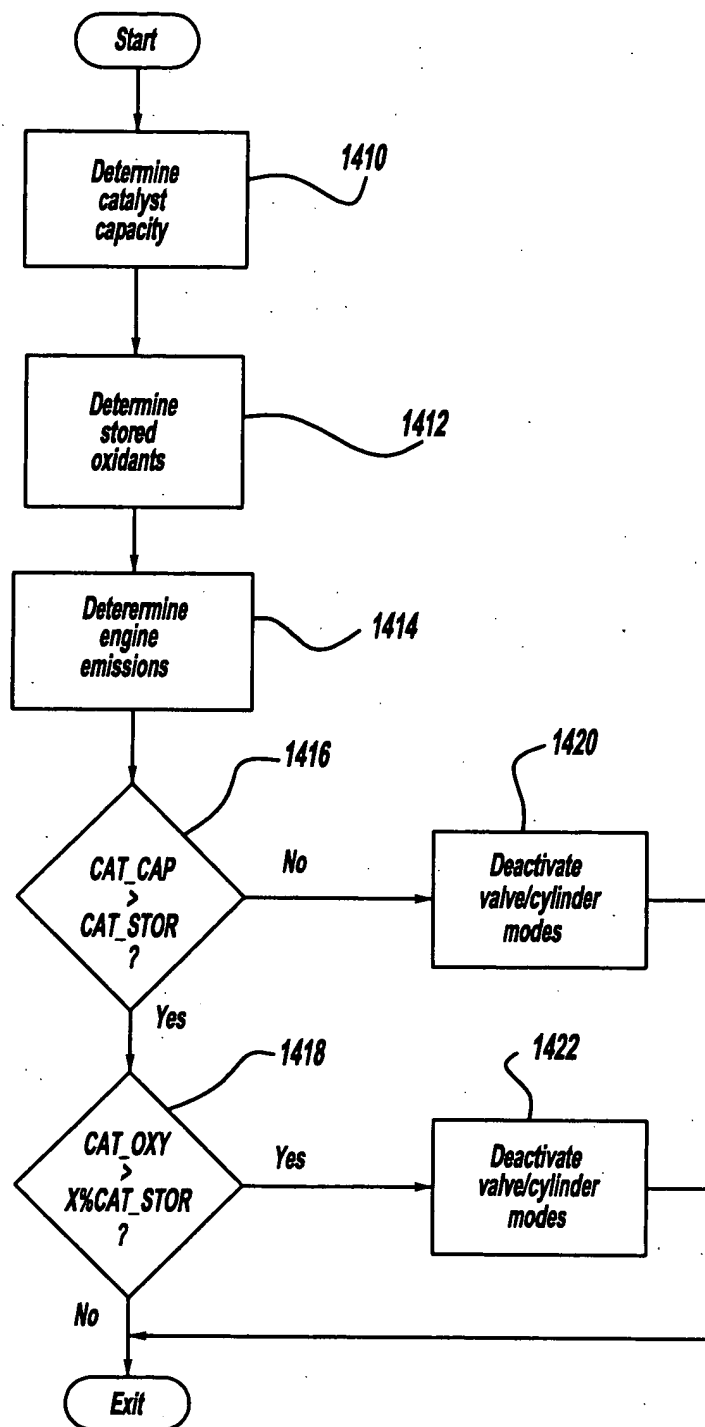 Start
Determine
catalyst
capacity
1410
Determine
stored
oxidants
1412
Deterermine
engine
emissions
1414
1416
CAT_CAP
>
CAT_STOR
?
No
1420
Deactivate
valve/cylinder
modes
Yes
1418
CAT_OXY
>
X%CAT_STOR
?
Yes
1422
Deactivate
valve/cylinder
modes
No
Exit